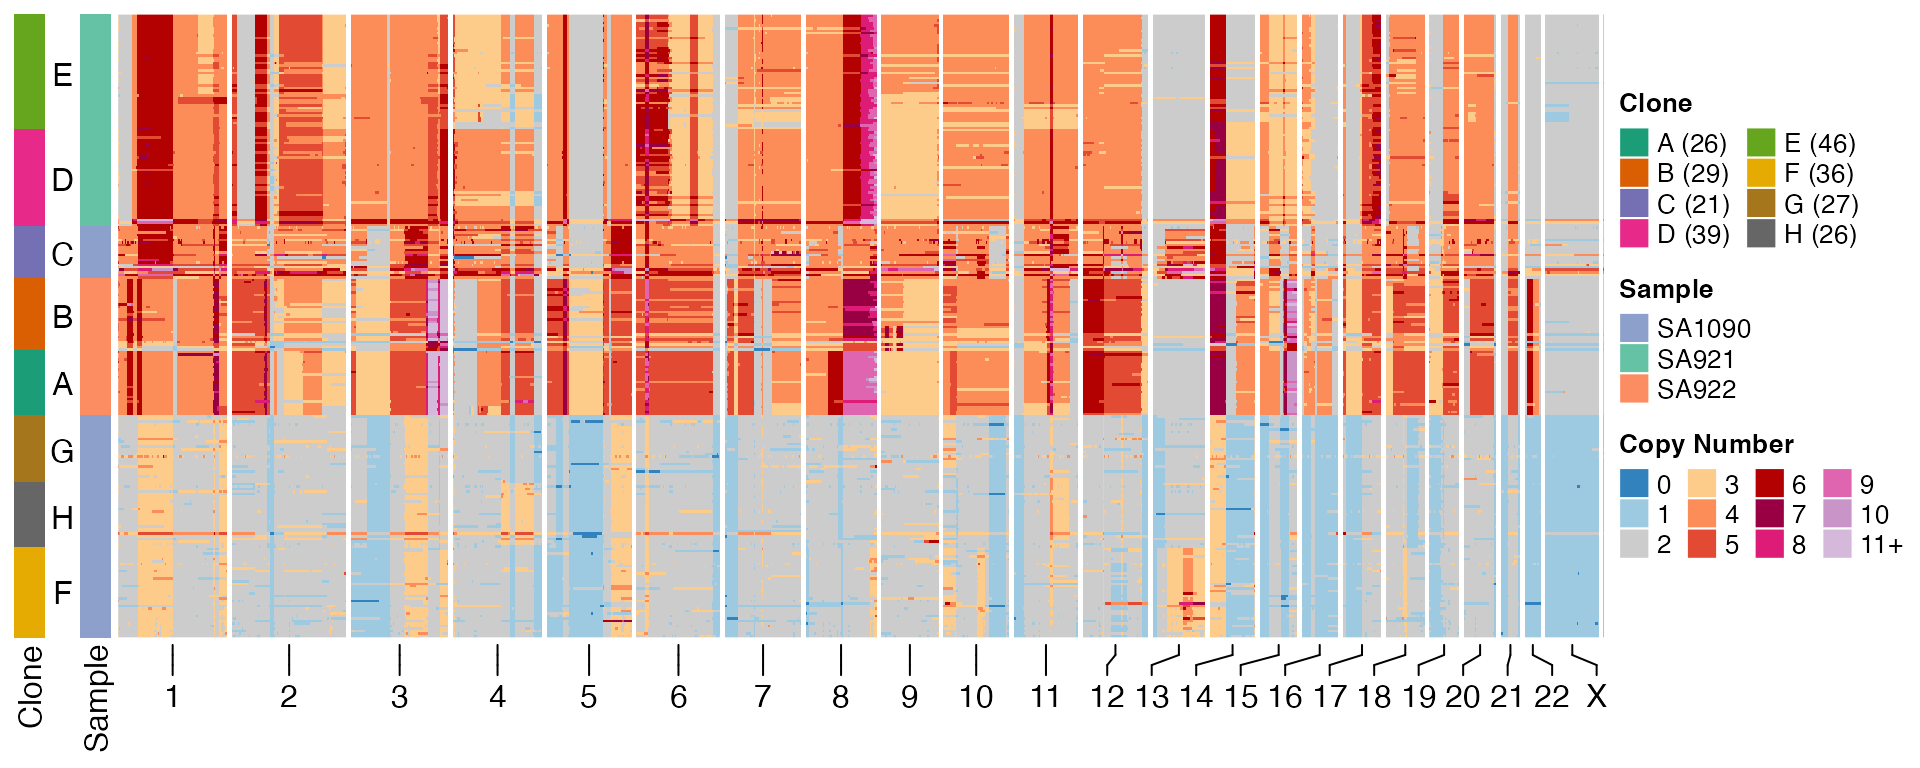 E
D
C
B
A
G
H
F
Clone
Sample
1 2 3 4 5 6 7 8 9 10 11 12 13 14 15 16 17 18 19 20 21 22 X
Clone
A (26) E (46)
B (29) F (36)
C (21) G (27)
D (39) H (26)
Sample
SA1090
SA921
SA922
Copy Number
0 3 6 9
1 4 7 10
2 5 8 11+